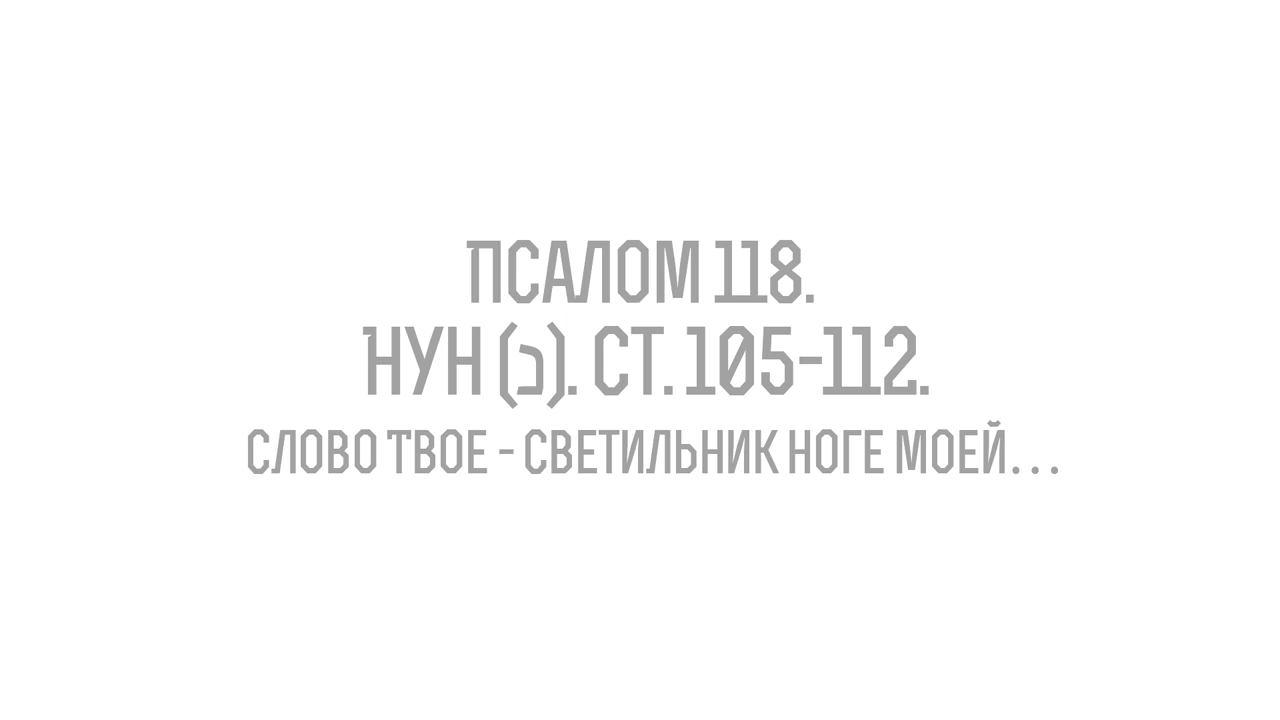 ПСАЛОМ 118.
НУН (נ). СТ. 105-112.
СЛОВО ТВОЕ - СВЕТИЛЬНИК НОГЕ МОЕЙ...